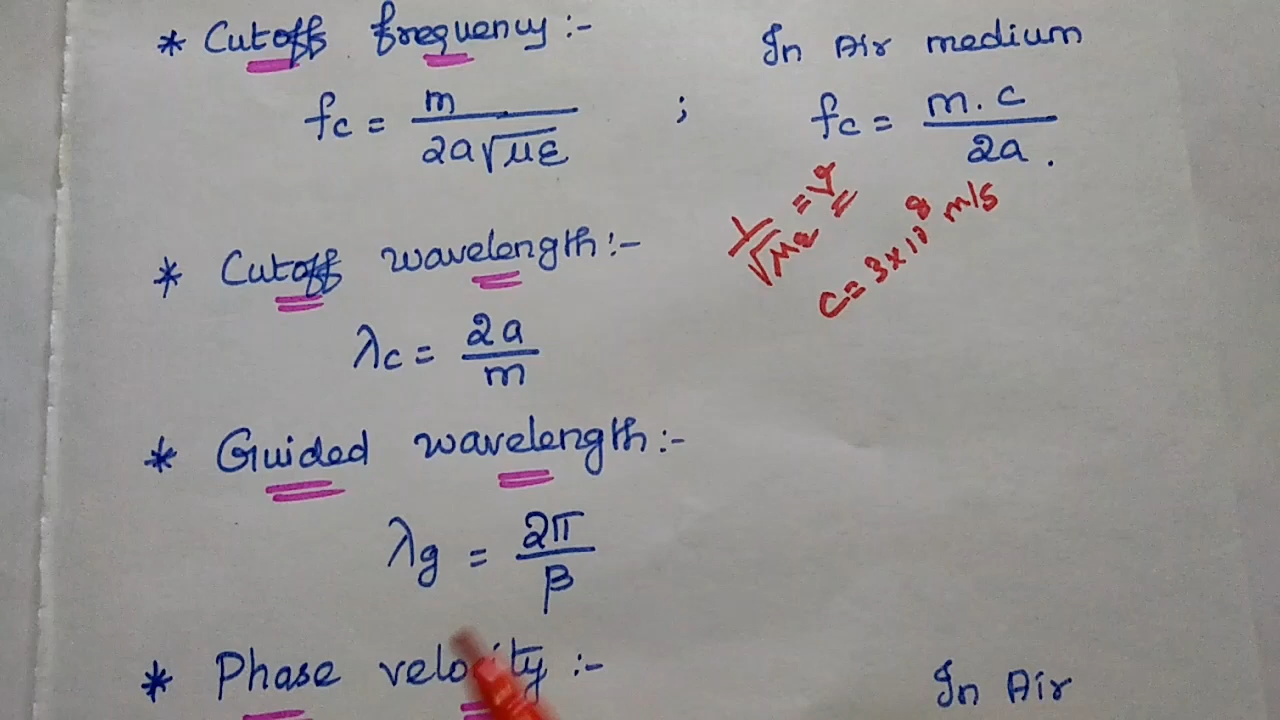 * Cutoff frequency :-
fc = m / 2a√με ;
In Air medium
fc = m.c / 2a .
1/√με = v
c = 3×10⁸ m/s
* Cutoff wavelength :-
λc = 2a / m
* Guided wavelength :-
λg = 2π / β
* Phase velocity :-
In Air